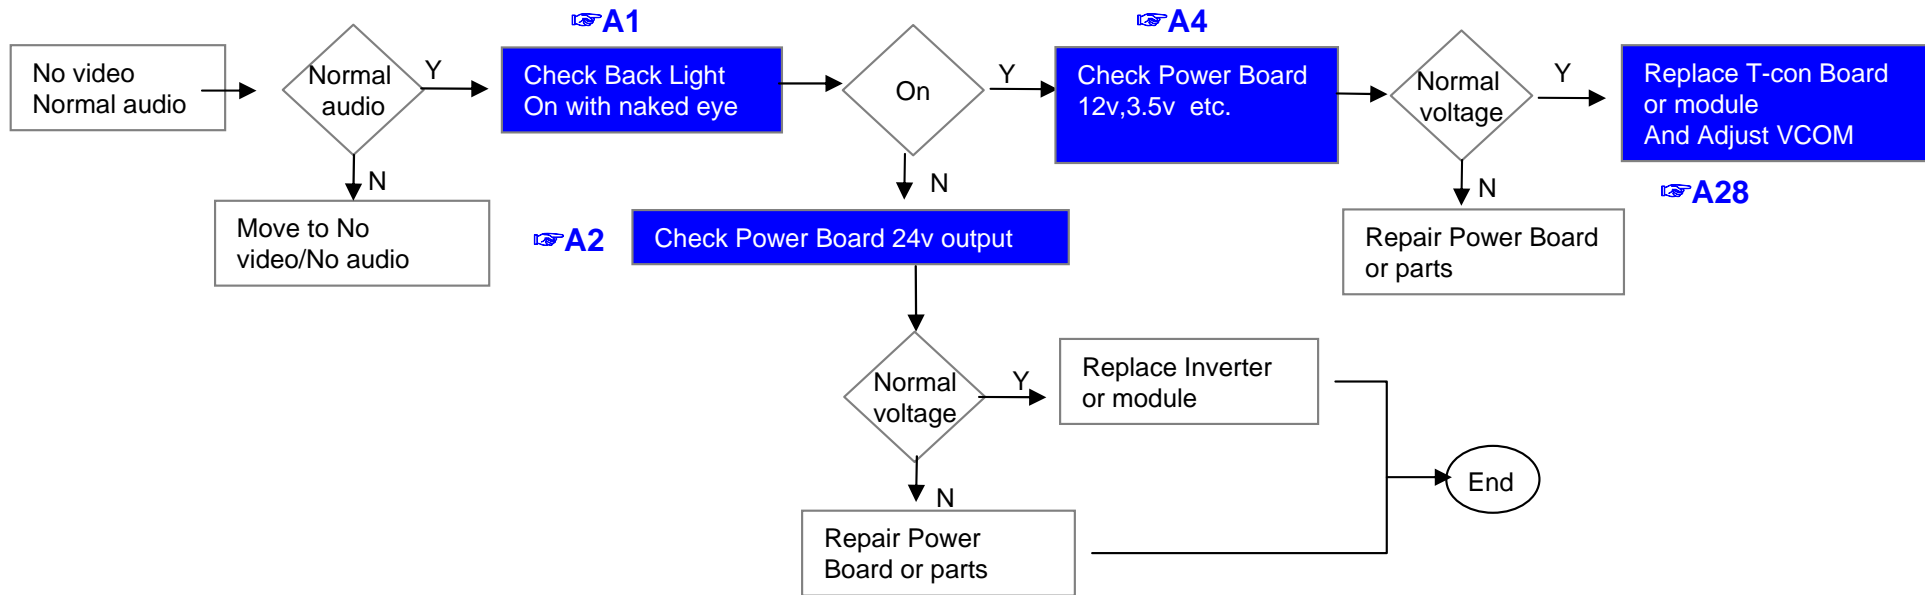 ☞A1
☞A4
No video
Normal audio
Normal
audio
Y
Check Back Light
On with naked eye
On
Y
Check Power Board
12v,3.5v  etc.
Normal
voltage
Y
Replace T-con Board
or module
And Adjust VCOM
N
Move to No
video/No audio
☞A2
N
Check Power Board 24v output
N
Repair Power Board
or parts
☞A28
Normal
voltage
Y
Replace Inverter
or module
N
Repair Power
Board or parts
End